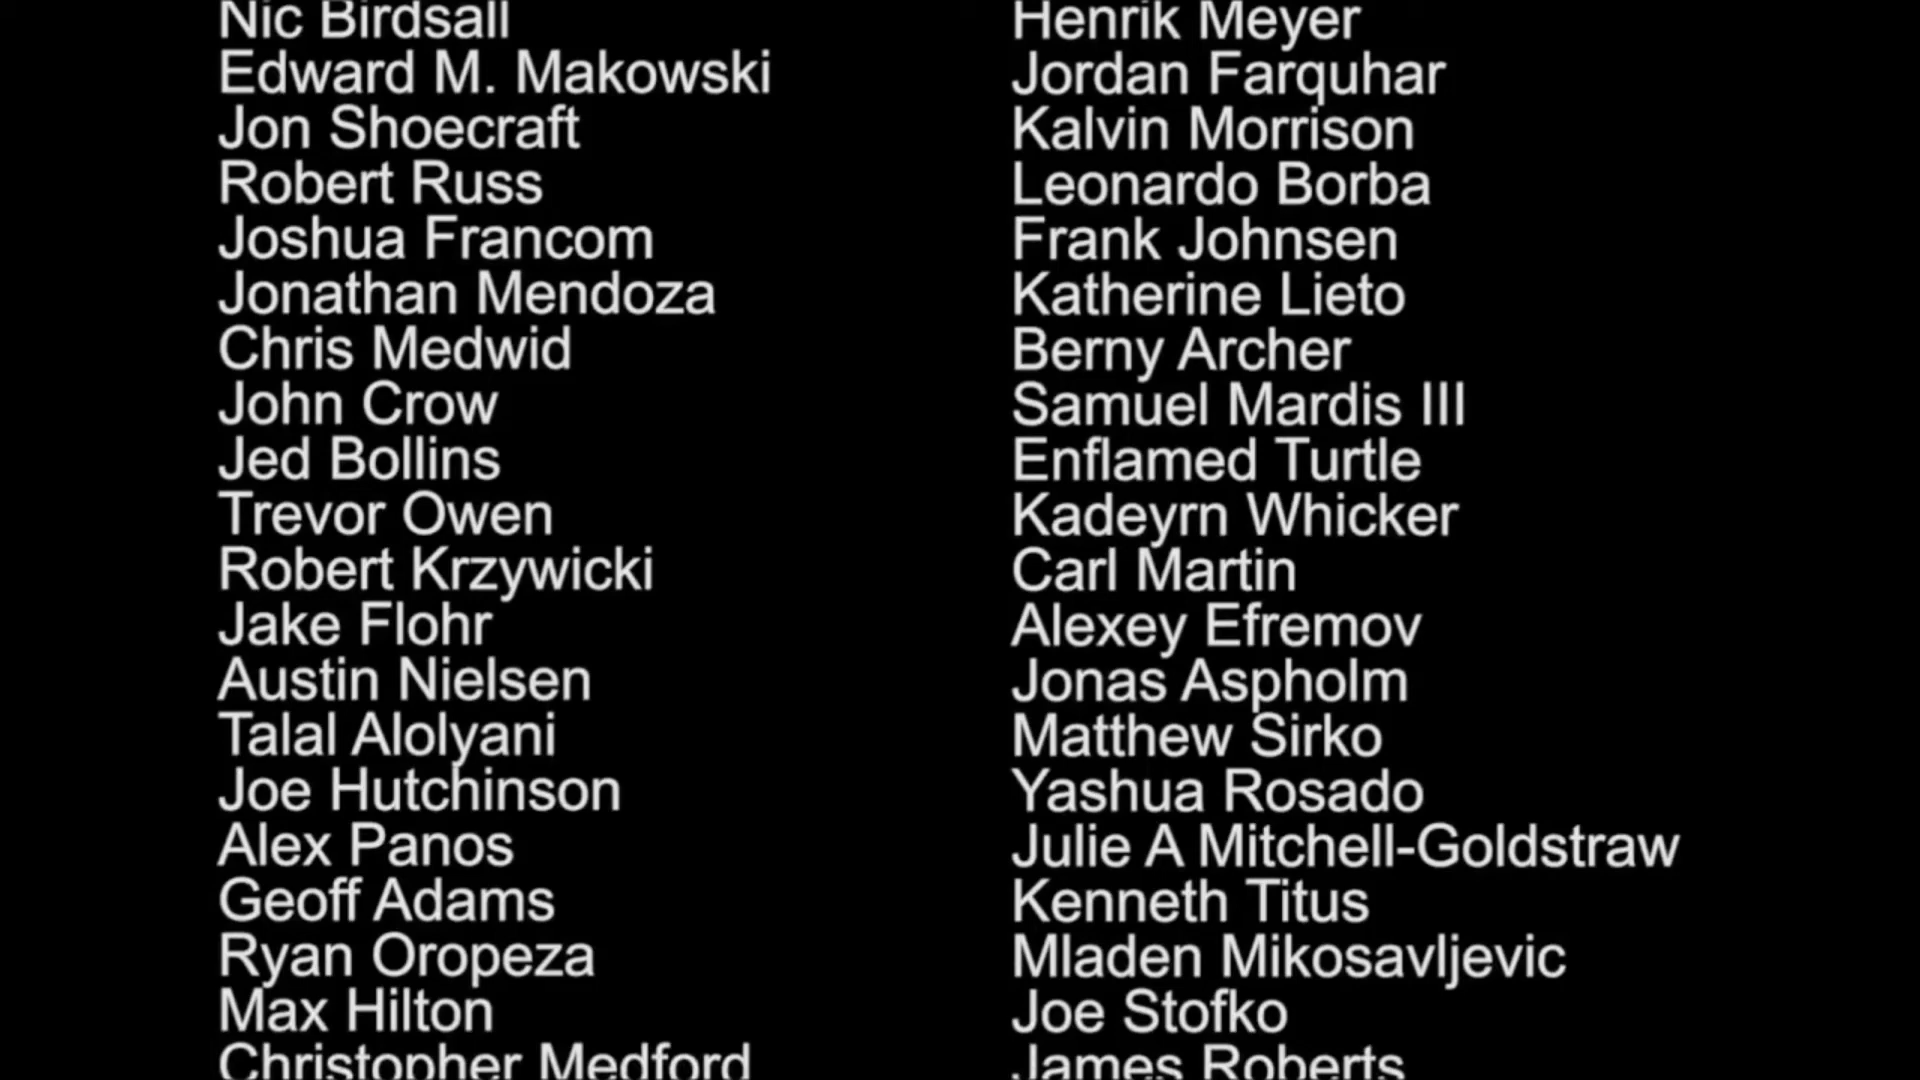 Nic Birdsall
Edward M. Makowski
Jon Shoecraft
Robert Russ
Joshua Francom
Jonathan Mendoza
Chris Medwid
John Crow
Jed Bollins
Trevor Owen
Robert Krzywicki
Jake Flohr
Austin Nielsen
Talal Alolyani
Joe Hutchinson
Alex Panos
Geoff Adams
Ryan Oropeza
Max Hilton
Christopher Medford
Henrik Meyer
Jordan Farquhar
Kalvin Morrison
Leonardo Borba
Frank Johnsen
Katherine Lieto
Berny Archer
Samuel Mardis III
Enflamed Turtle
Kadeyrn Whicker
Carl Martin
Alexey Efremov
Jonas Aspholm
Matthew Sirko
Yashua Rosado
Julie A Mitchell-Goldstraw
Kenneth Titus
Mladen Mikosavljevic
Joe Stofko
James Roberts